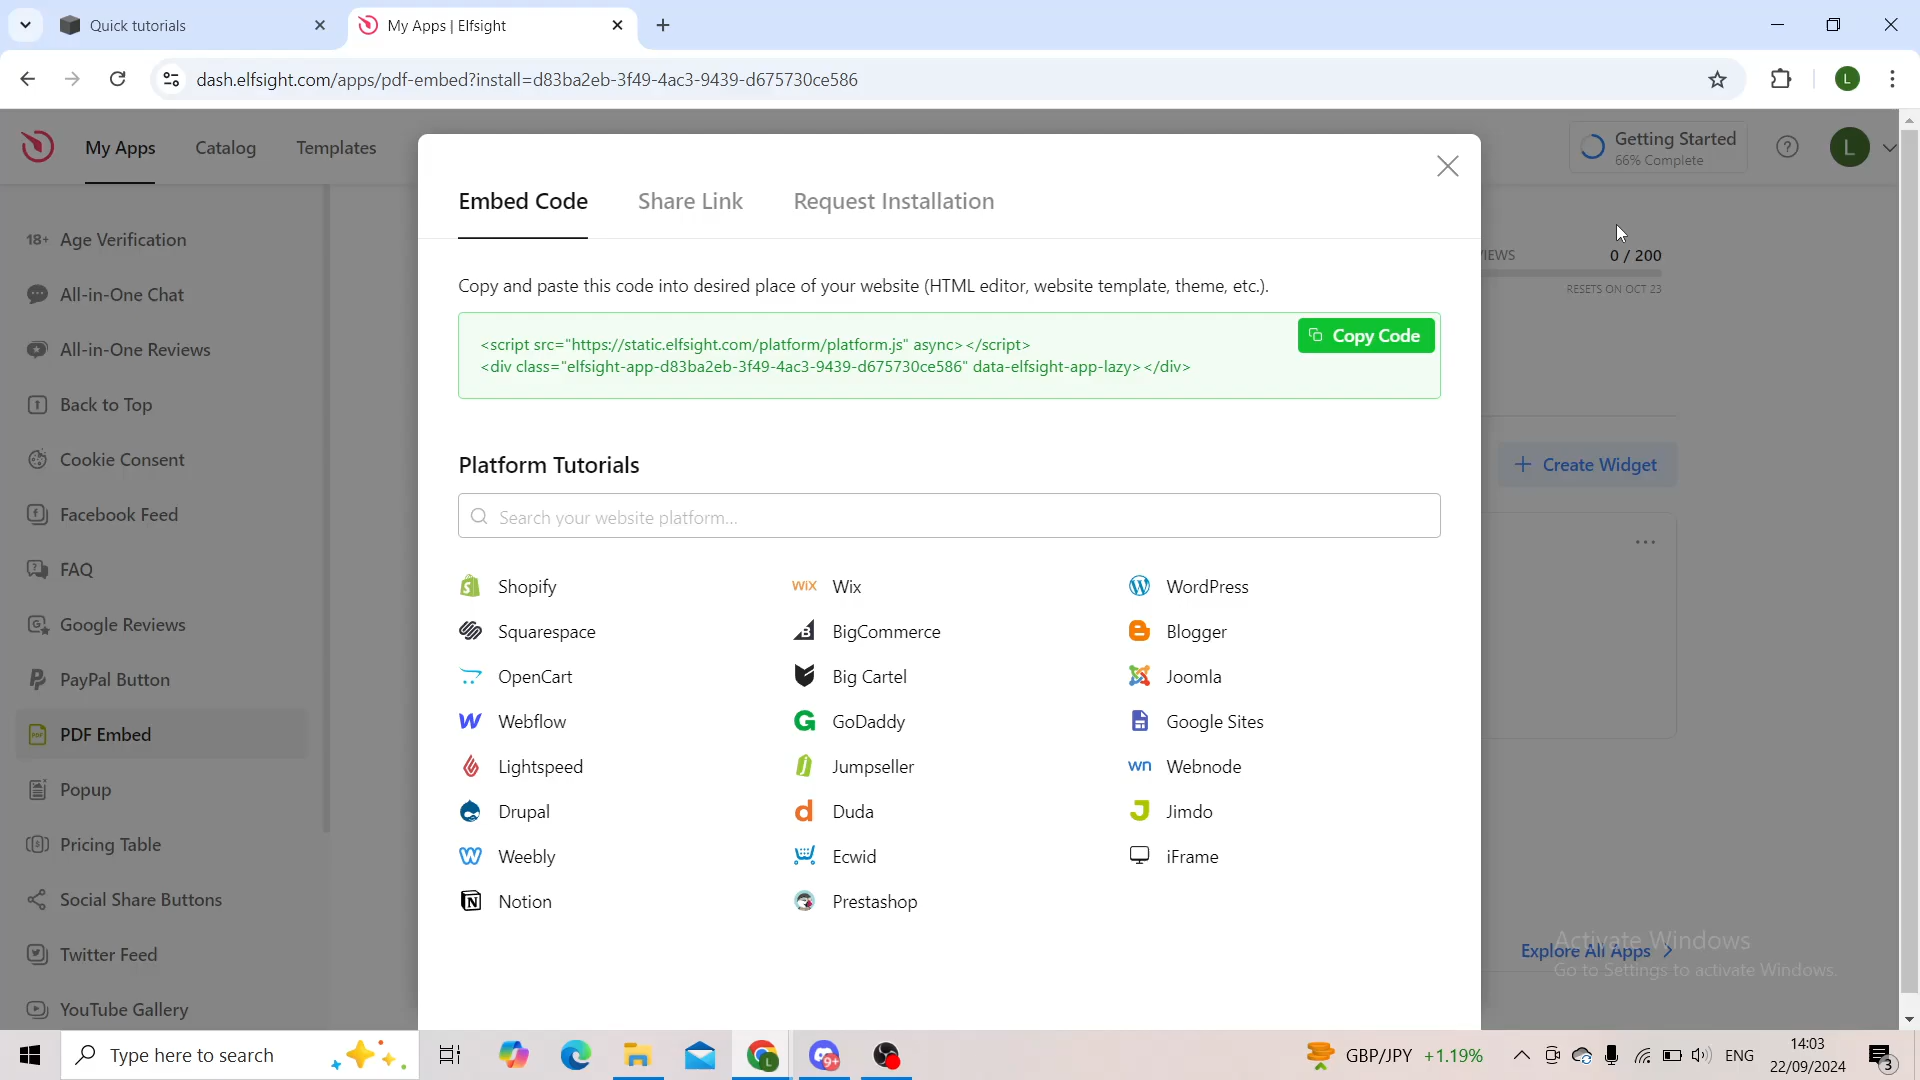 Quick tutorials
My Apps | Elfsight
dash.elfsight.com/apps/pdf-embed?install=d83ba2eb-3f49-4ac3-9439-d675730ce586
L
My Apps
Catalog
Templates
Getting Started
66% Complete
L
Embed Code
Share Link
Request Installation
18+ Age Verification
All-in-One Chat
All-in-One Reviews
Back to Top
Cookie Consent
Facebook Feed
FAQ
Google Reviews
PayPal Button
PDF Embed
Popup
Pricing Table
Social Share Buttons
Twitter Feed
YouTube Gallery
Copy and paste this code into desired place of your website (HTML editor, website template, theme, etc.).
<script src="https://static.elfsight.com/platform/platform.js" async></script>
<div class="elfsight-app-d83ba2eb-3f49-4ac3-9439-d675730ce586" data-elfsight-app-lazy></div>
Copy Code
Platform Tutorials
Search your website platform...
Shopify
WiX Wix
WordPress
Squarespace
BigCommerce
Blogger
OpenCart
Big Cartel
Joomla
Webflow
GoDaddy
Google Sites
Lightspeed
Jumpseller
wn Webnode
Drupal
Duda
Jimdo
Weebly
Ecwid
iFrame
Notion
Prestashop
0 / 200
RESETS ON OCT 23
+ Create Widget
Explore All Apps
Activate Windows
Go to Settings to activate Windows.
Type here to search
9+
GBP/JPY +1.19%
ENG
14:03
22/09/2024
3